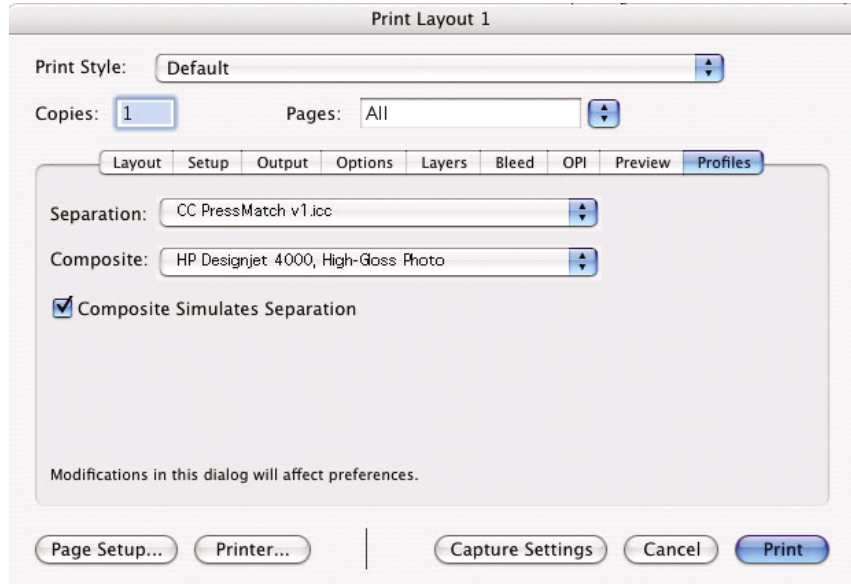 Print Layout 1
Print Style: Default
Copies: 1 Pages: All
Layout Setup Output Options Layers Bleed OPI Preview Profiles
Separation: CC PressMatch v1.icc
Composite: HP Designjet 4000, High-Gloss Photo
Composite Simulates Separation
Modifications in this dialog will affect preferences.
Page Setup... Printer... Capture Settings Cancel Print